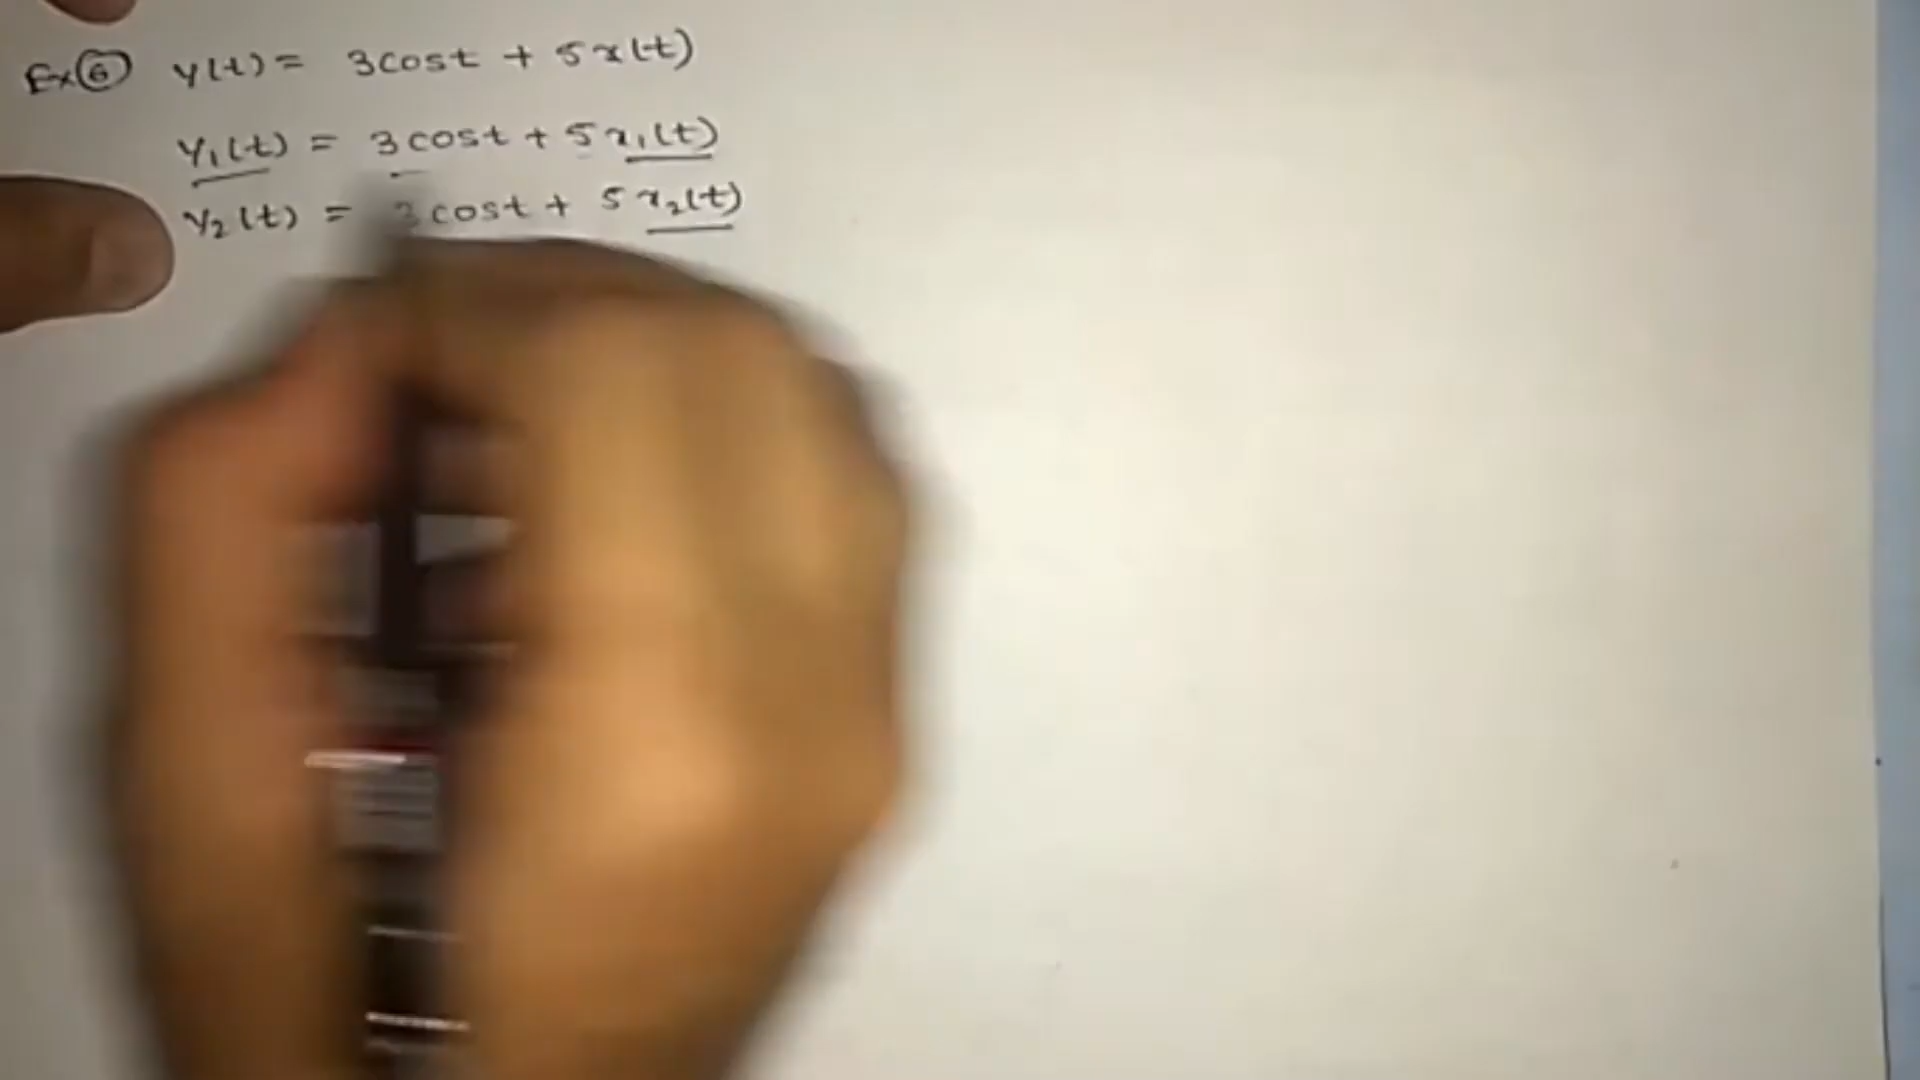 Ex⑥ y(t) = 3cost + 5x(t)
y₁(t) = 3cost + 5x₁(t)
y₂(t) = 3cost + 5x₂(t)